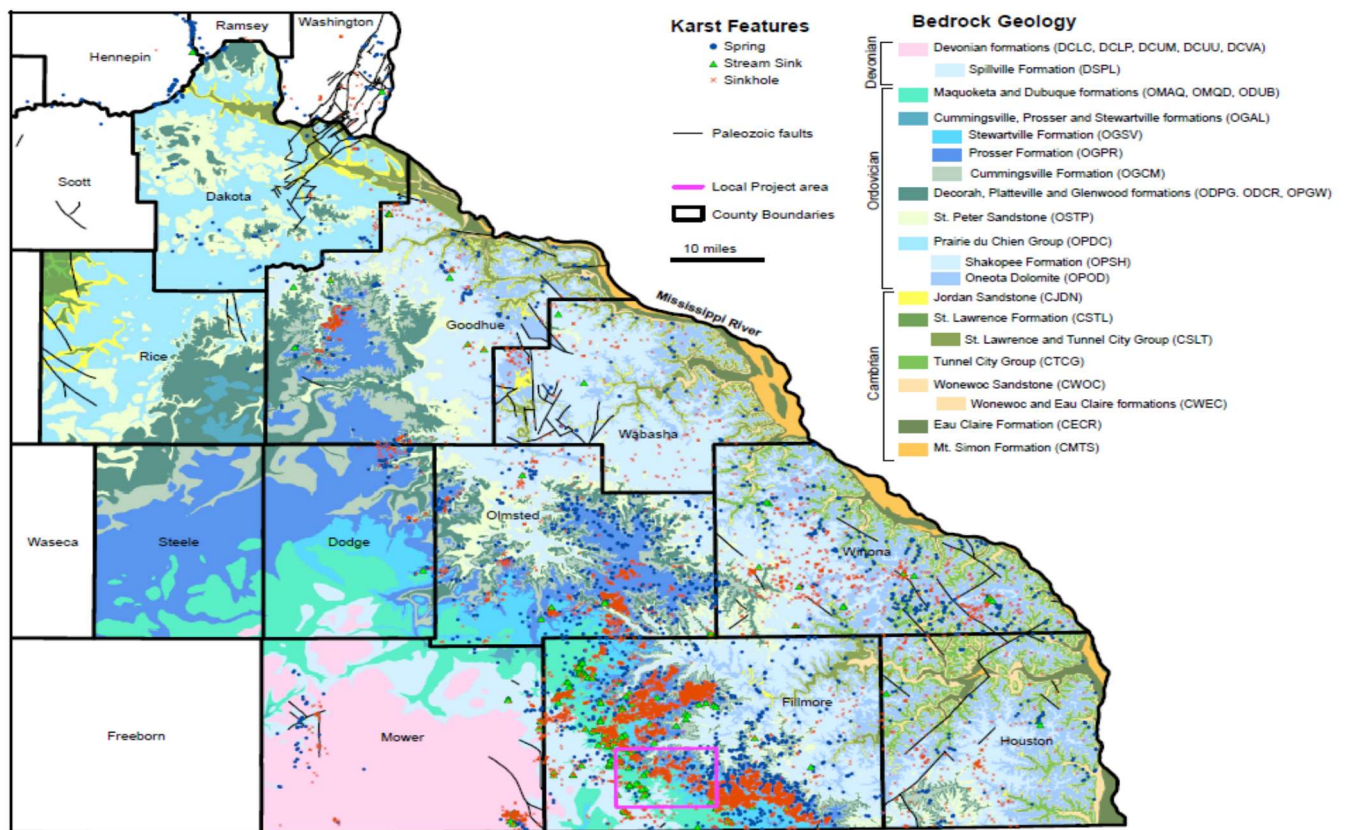 Karst Features
Spring
Stream Sink
Sinkhole
Paleozoic faults
Local Project area
County Boundaries
10 miles
Bedrock Geology
Devonian
Devonian formations (DCLC, DCLP, DCUM, DCUU, DCVA)
Spillville Formation (DSPL)
Ordovician
Maquoketa and Dubuque formations (OMAQ, OMQD, ODUB)
Cummingsville, Prosser and Stewartville formations (OGAL)
Stewartville Formation (OGSV)
Prosser Formation (OGPR)
Cummingsville Formation (OGCM)
Decorah, Platteville and Glenwood formations (ODPG. ODCR, OPGW)
St. Peter Sandstone (OSTP)
Prairie du Chien Group (OPDC)
Shakopee Formation (OPSH)
Oneota Dolomite (OPOD)
Cambrian
Jordan Sandstone (CJDN)
St. Lawrence Formation (CSTL)
St. Lawrence and Tunnel City Group (CSLT)
Tunnel City Group (CTCG)
Wonewoc Sandstone (CWOC)
Wonewoc and Eau Claire formations (CWEC)
Eau Claire Formation (CECR)
Mt. Simon Formation (CMTS)
Hennepin
Ramsey
Washington
Scott
Dakota
Rice
Goodhue
Mississippi River
Wabasha
Waseca
Steele
Dodge
Olmsted
Winona
Freeborn
Mower
Fillmore
Houston